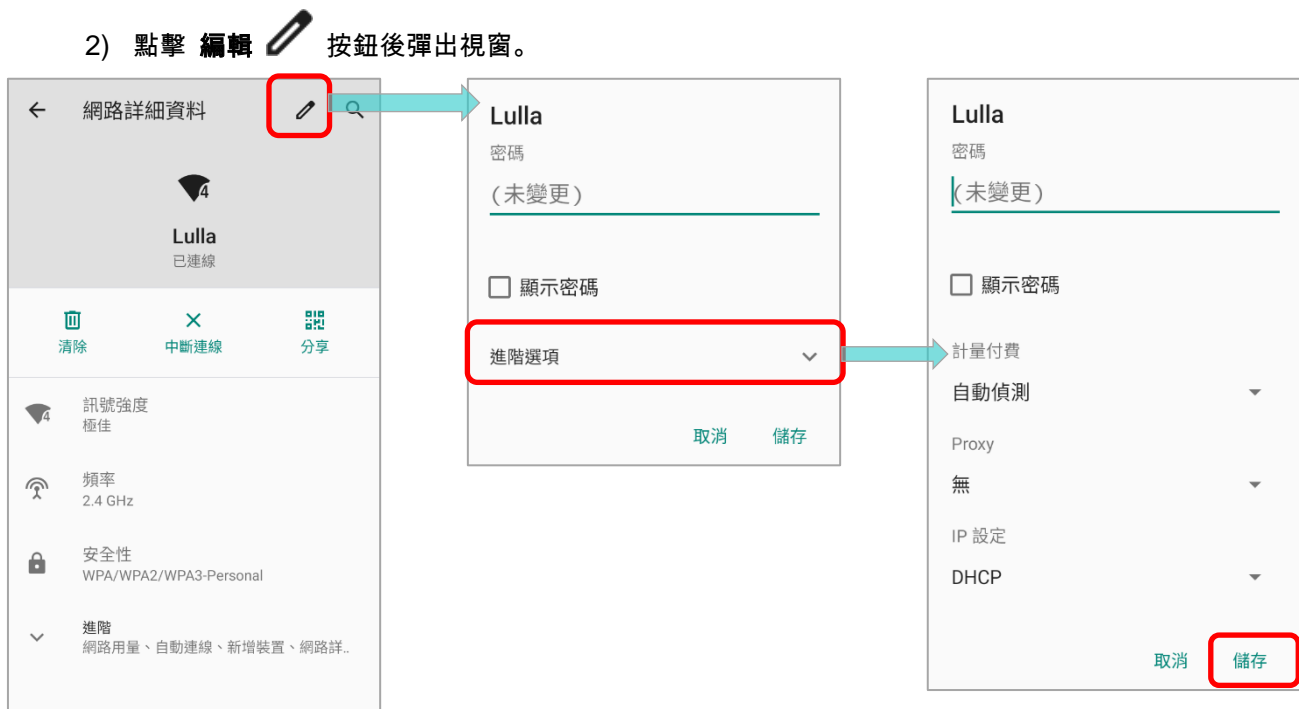 2) 點擊 編輯 按鈕後彈出視窗。
網路詳細資料
4
Lulla
已連線
清除
中斷連線
分享
4
訊號強度
極佳
頻率
2.4 GHz
安全性
WPA/WPA2/WPA3-Personal
進階
網路用量、自動連線、新增裝置、網路詳..
Lulla
密碼
(未變更)
顯示密碼
進階選項
取消 儲存
Lulla
密碼
(未變更)
顯示密碼
計量付費
自動偵測
Proxy
無
IP 設定
DHCP
取消 儲存